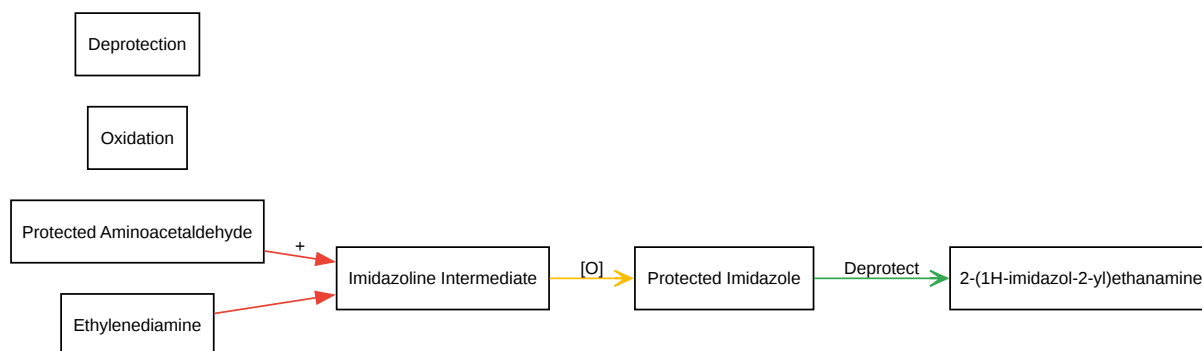 Deprotection
Oxidation
Protected Aminoacetaldehyde
+
Ethylenediamine
Imidazoline Intermediate
[O]
Protected Imidazole
Deprotect
2-(1H-imidazol-2-yl)ethanamine